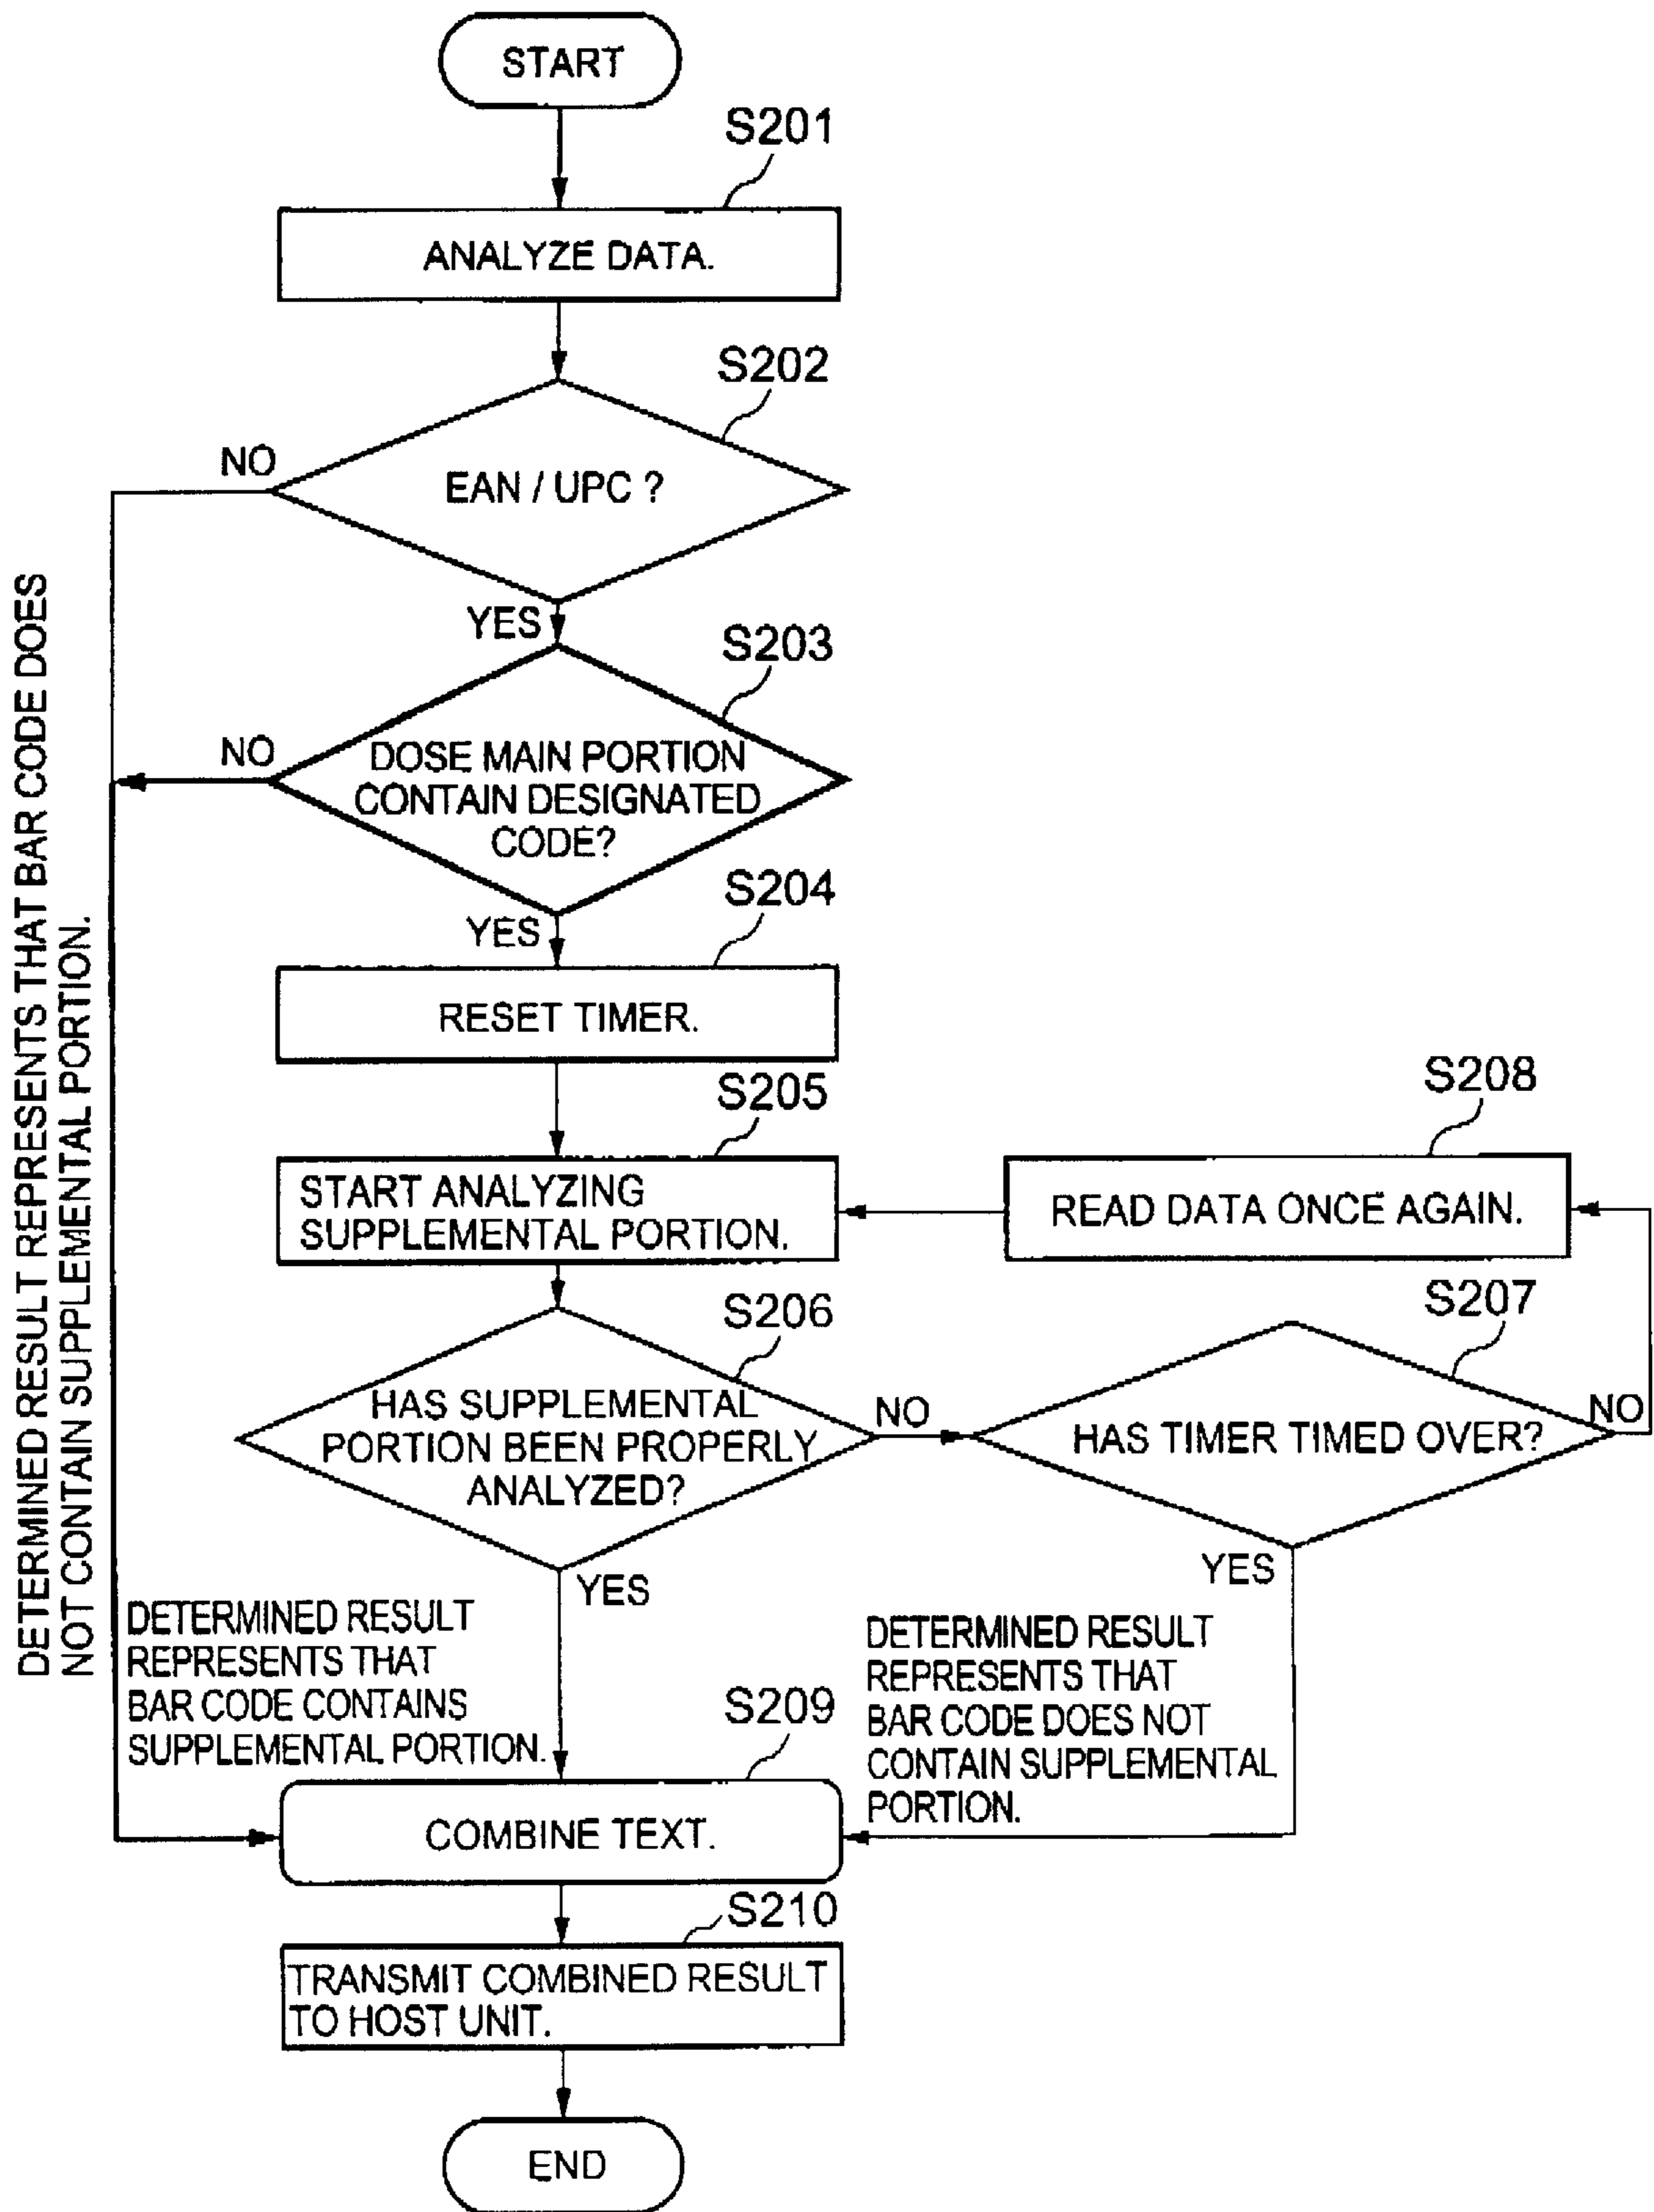 START
S201
ANALYZE DATA.
S202
NO
EAN / UPC ?
YES
S203
NO
DOSE MAIN PORTION
CONTAIN DESIGNATED
CODE?
S204
YES
RESET TIMER.
S205
S208
START ANALYZING
SUPPLEMENTAL PORTION.
READ DATA ONCE AGAIN.
S206
S207
HAS SUPPLEMENTAL
PORTION BEEN PROPERLY
ANALYZED?
NO
HAS TIMER TIMED OVER?
NO
YES
YES
DETERMINED RESULT REPRESENTS THAT BAR CODE DOES
NOT CONTAIN SUPPLEMENTAL PORTION.
DETERMINED RESULT
REPRESENTS THAT
BAR CODE CONTAINS
SUPPLEMENTAL PORTION.
DETERMINED RESULT
REPRESENTS THAT
BAR CODE DOES NOT
CONTAIN SUPPLEMENTAL
PORTION.
S209
COMBINE TEXT.
S210
TRANSMIT COMBINED RESULT
TO HOST UNIT.
END